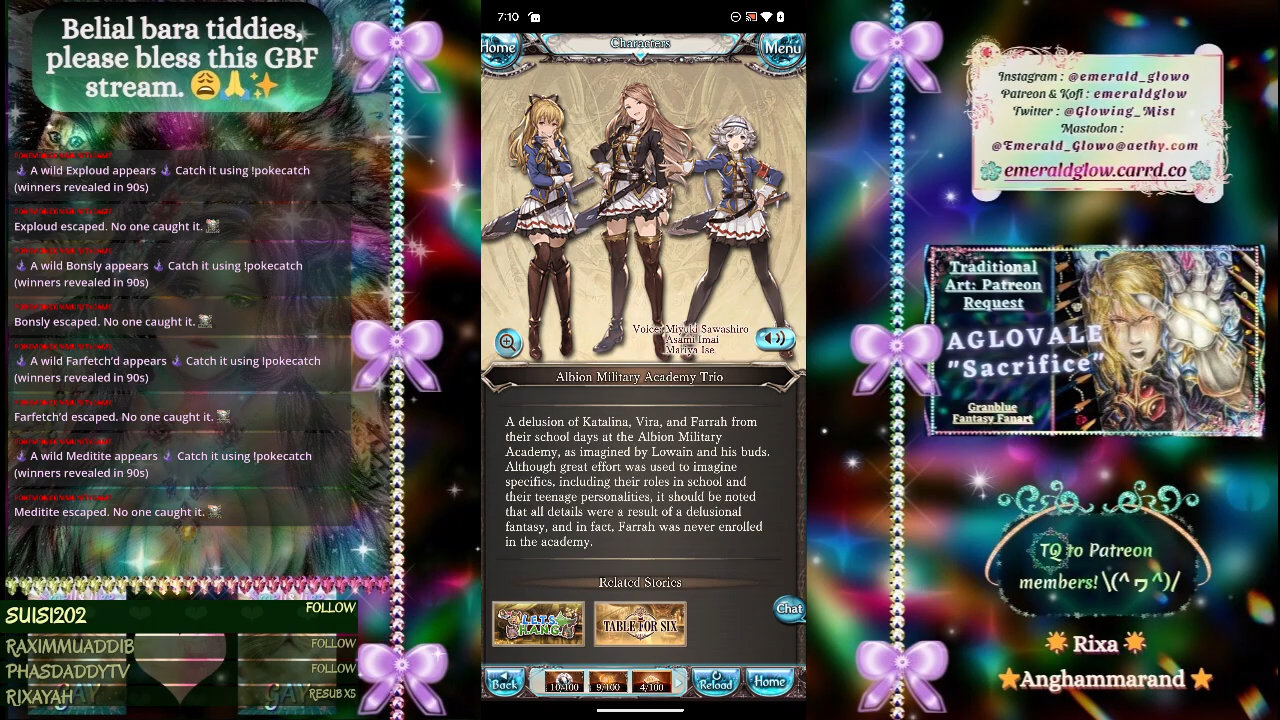 Belial bara tiddies,
please bless this GBF
stream. 😩🙏✨
A wild Exploud appears Catch it using !pokecatch
(winners revealed in 90s)
Exploud escaped. No one caught it.
A wild Bonsly appears Catch it using !pokecatch
(winners revealed in 90s)
Bonsly escaped. No one caught it.
A wild Farfetch'd appears Catch it using !pokecatch
(winners revealed in 90s)
Farfetch'd escaped. No one caught it.
A wild Meditite appears Catch it using !pokecatch
(winners revealed in 90s)
Meditite escaped. No one caught it.
SUISI202 FOLLOW
RAXIMMUADDIB FOLLOW
PHASDADDYTV FOLLOW
RIXAYAH RESUB X5
7:10
Home
Characters
Menu
Voice: Miyuki Sawashiro
Asami Imai
Mariya Ise
Albion Military Academy Trio
A delusion of Katalina, Vira, and Farrah from
their school days at the Albion Military
Academy, as imagined by Lowain and his buds.
Although great effort was used to imagine
specifics, including their roles in school and
their teenage personalities, it should be noted
that all details were a result of a delusional
fantasy, and in fact, Farrah was never enrolled
in the academy.
Related Stories
LET'S HANG
TABLE FOR SIX
Chat
Back
10/100
9/100
4/100
Reload
Home
Instagram : @emerald_glowo
Patreon & Kofi : emeraldglow
Twitter : @Glowing_Mist
Mastodon :
@Emerald_Glowo@aethy.com
emeraldglow.carrd.co
Traditional
Art: Patreon
Request
AGLOVALE
"Sacrifice"
Granblue
Fantasy Fanart
TQ to Patreon
members! \(^ヮ^)/
Rixa
Anghammarand